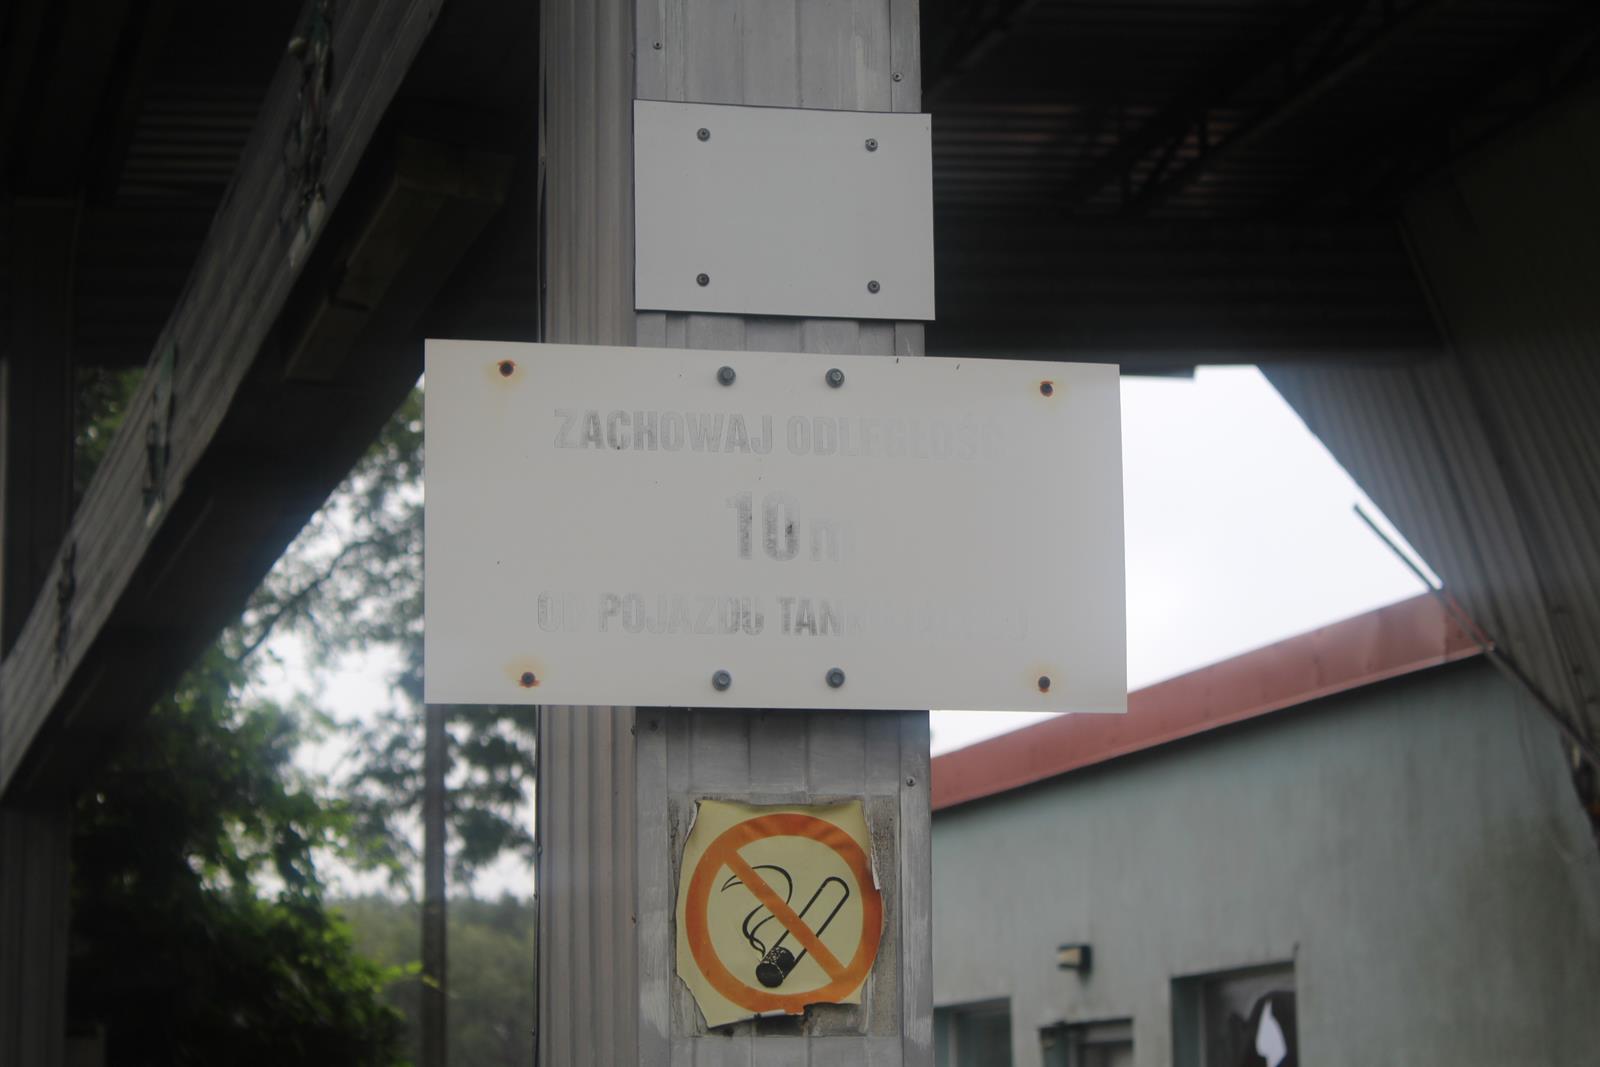 ZACHOWAJ ODLEGŁOŚĆ
10 m
OD POJAZDU